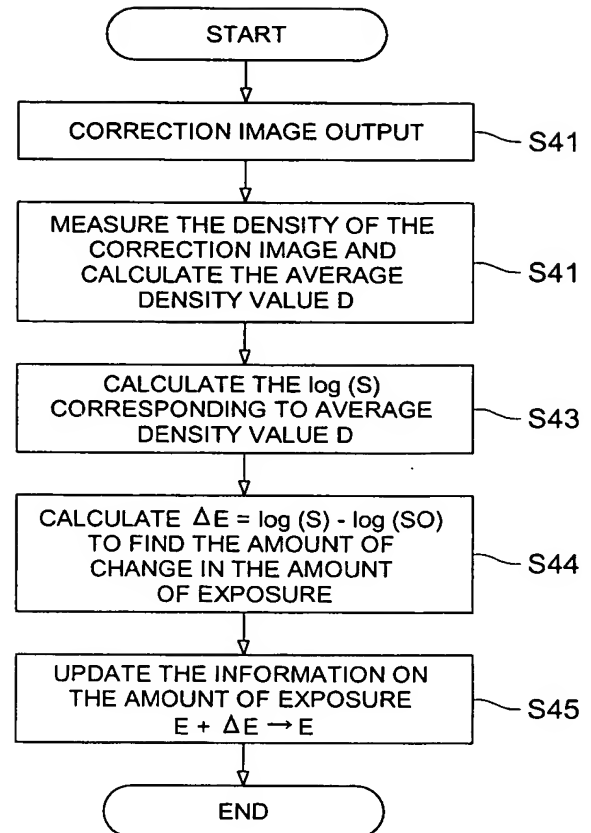 START
CORRECTION IMAGE OUTPUT
S41
MEASURE THE DENSITY OF THE
CORRECTION IMAGE AND
CALCULATE THE AVERAGE
DENSITY VALUE D
S41
CALCULATE THE log (S)
CORRESPONDING TO AVERAGE
DENSITY VALUE D
S43
CALCULATE ΔE = log (S) - log (SO)
TO FIND THE AMOUNT OF
CHANGE IN THE AMOUNT
OF EXPOSURE
S44
UPDATE THE INFORMATION ON
THE AMOUNT OF EXPOSURE
E + ΔE → E
S45
END